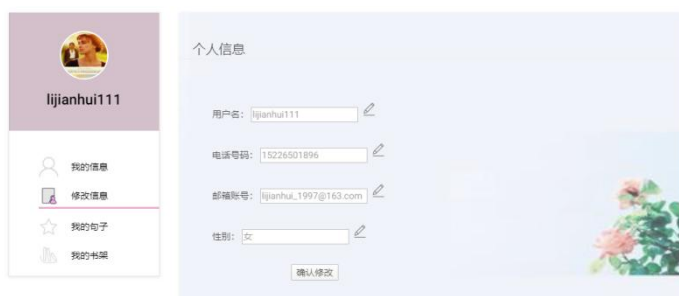 lijianhui111
我的信息
修改信息
我的句子
我的书架
个人信息
用户名： lijianhui111
电话号码： 15226501896
邮箱账号： lijianhui_1997@163.com
性别： 女
确认修改